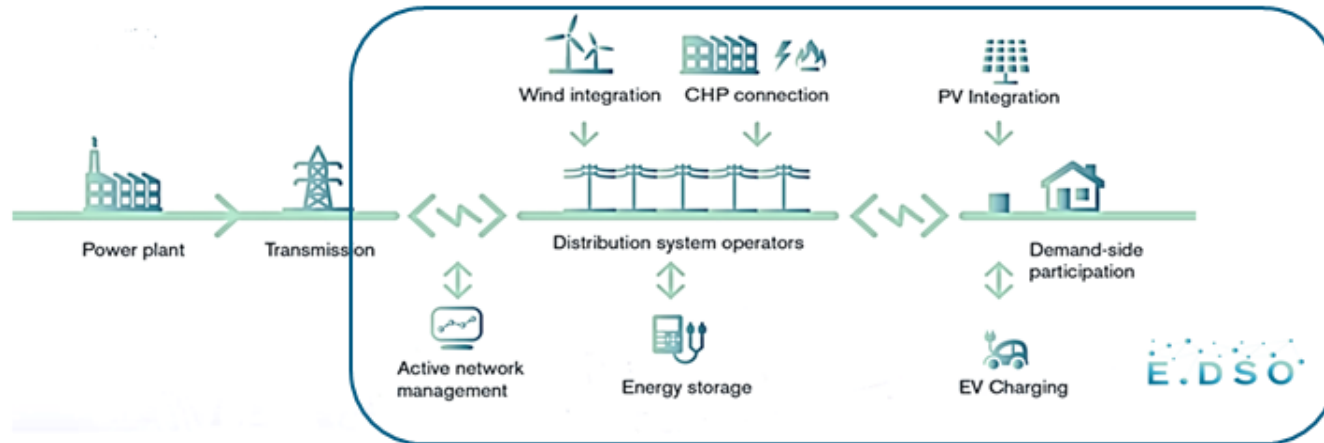 Wind integration
CHP connection
PV Integration
Power plant
Transmission
Distribution system operators
Demand-side
participation
Active network
management
Energy storage
EV Charging
E.DSO